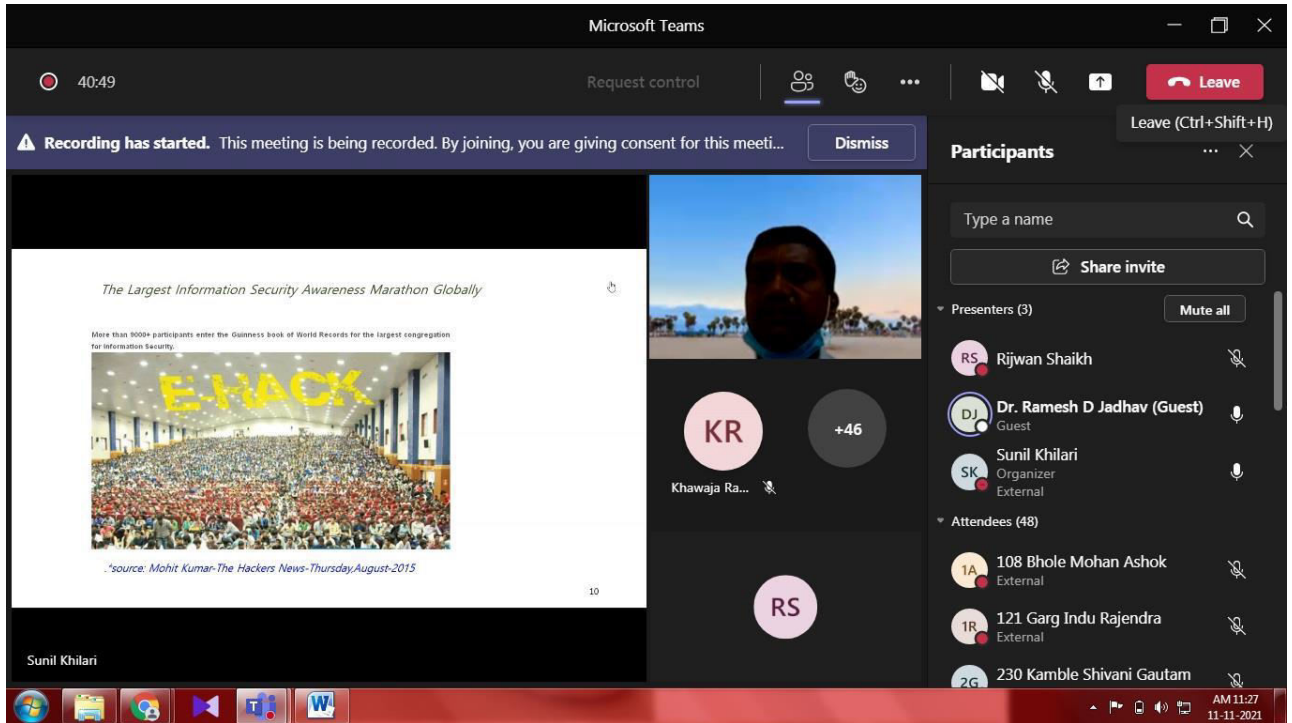 Microsoft Teams
40:49
Request control
Leave
Leave (Ctrl+Shift+H)
Recording has started. This meeting is being recorded. By joining, you are giving consent for this meeti...
Dismiss
The Largest Information Security Awareness Marathon Globally
More than 9000+ participants enter the Guinness book of World Records for the largest congregation
for Information Security.
E-HACK
.*source: Mohit Kumar-The Hackers News-Thursday,August-2015
10
Sunil Khilari
KR
Khawaja Ra...
+46
RS
Participants
Type a name
Share invite
Presenters (3)
Mute all
RS
Rijwan Shaikh
DJ
Dr. Ramesh D Jadhav (Guest)
Guest
SK
Sunil Khilari
Organizer
External
Attendees (48)
1A
108 Bhole Mohan Ashok
External
1R
121 Garg Indu Rajendra
External
2G
230 Kamble Shivani Gautam
AM 11:27
11-11-2021